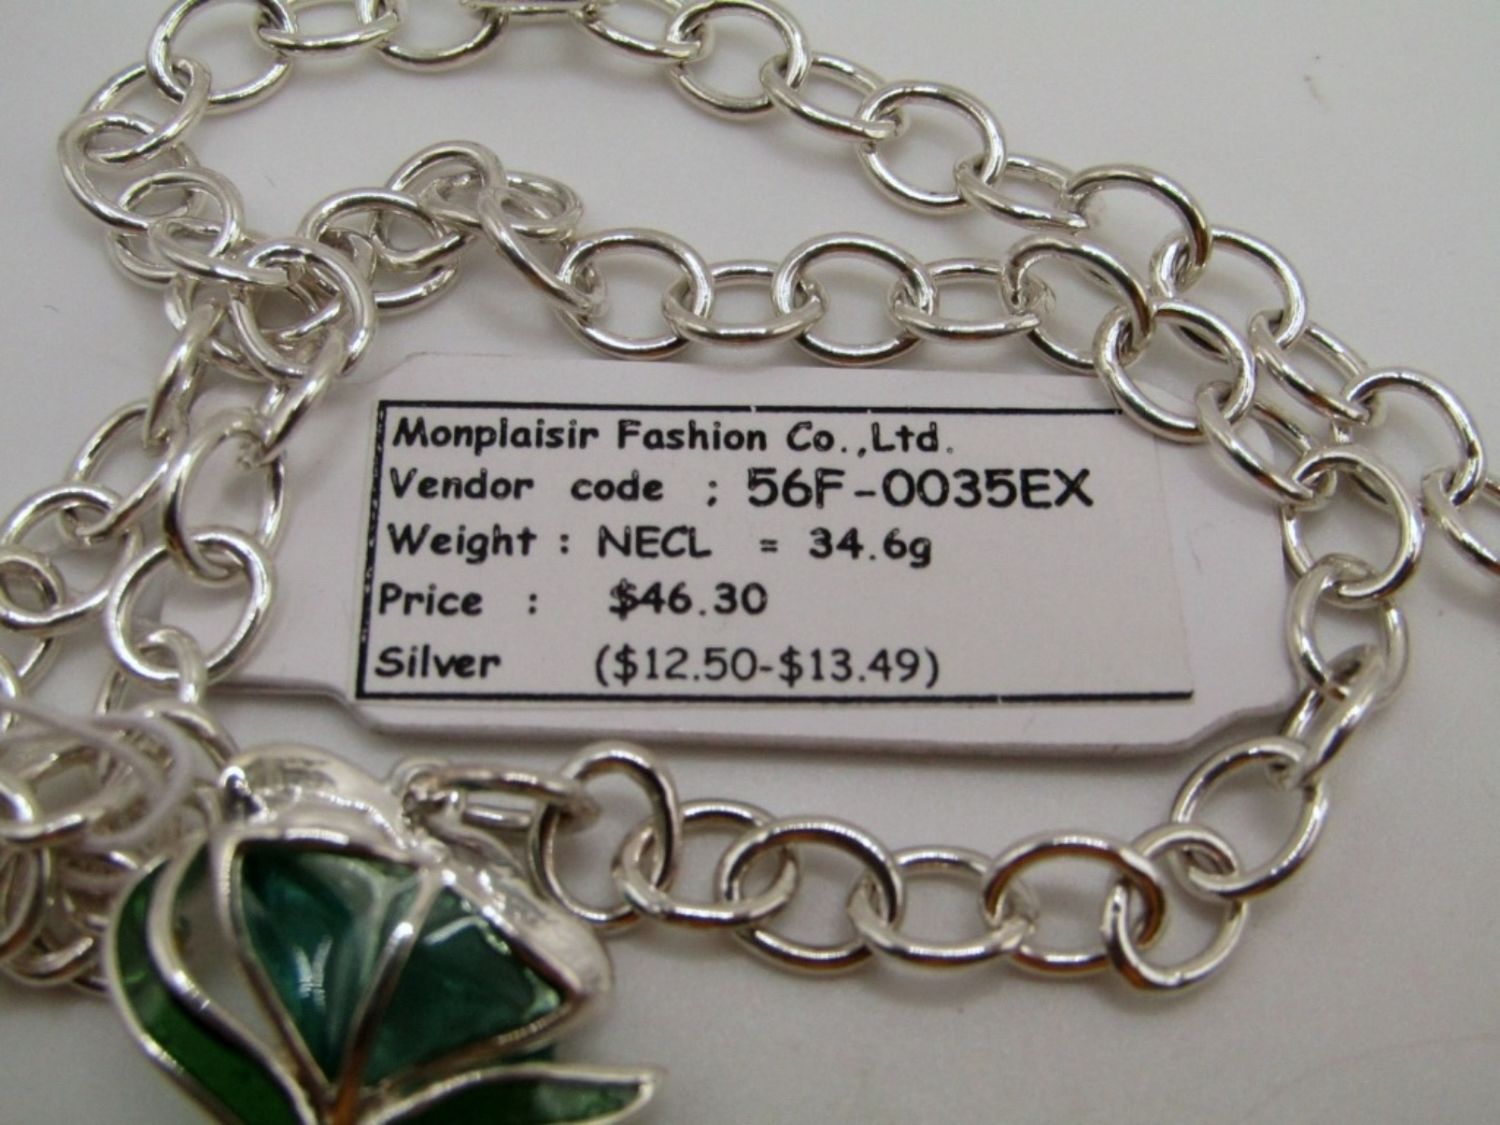 Monplaisir Fashion Co.,Ltd.
Vendor code : 56F-0035EX
Weight : NECL = 34.6g
Price : $46.30
Silver ($12.50-$13.49)